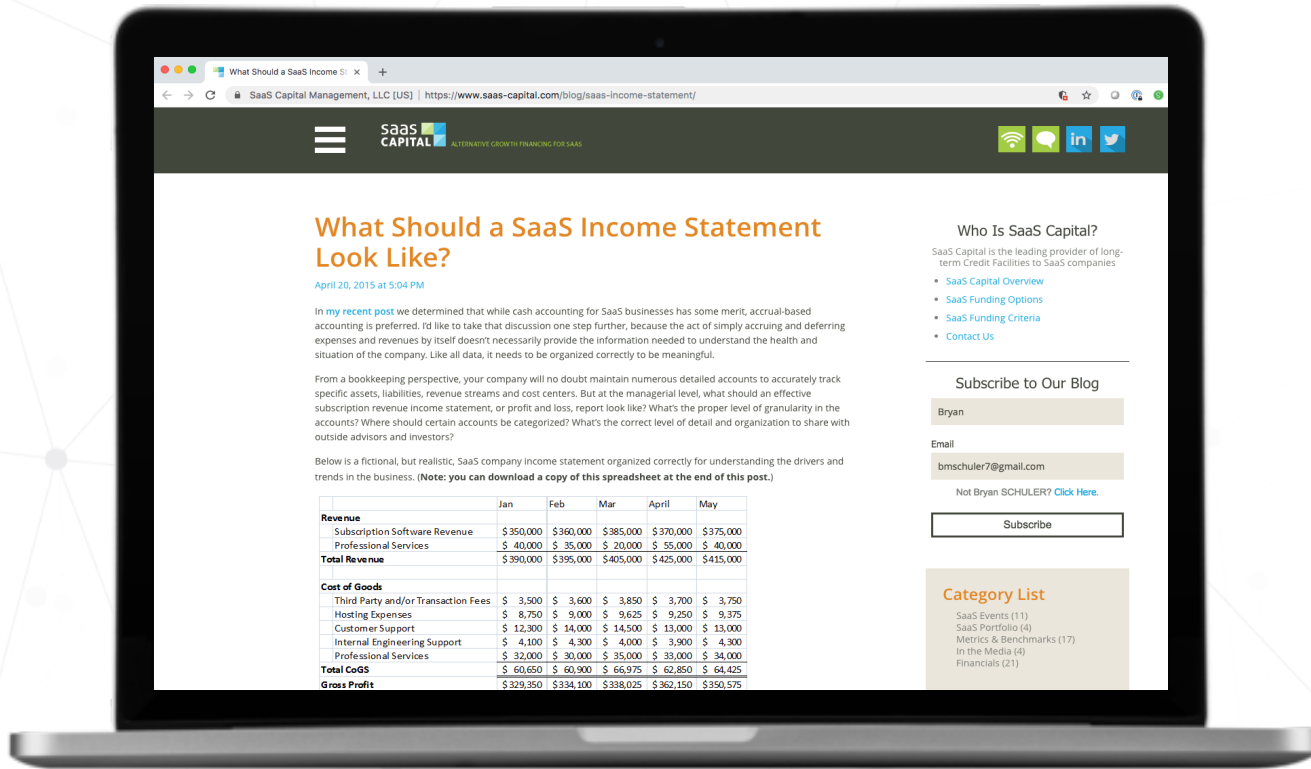 What Should a SaaS Income St
SaaS Capital Management, LLC [US] | https://www.saas-capital.com/blog/saas-income-statement/
saas
CAPITAL
ALTERNATIVE GROWTH FINANCING FOR SAAS
in
What Should a SaaS Income Statement
Look Like?
April 20, 2015 at 5:04 PM
In my recent post we determined that while cash accounting for SaaS businesses has some merit, accrual-based
accounting is preferred. I'd like to take that discussion one step further, because the act of simply accruing and deferring
expenses and revenues by itself doesn't necessarily provide the information needed to understand the health and
situation of the company. Like all data, it needs to be organized correctly to be meaningful.
From a bookkeeping perspective, your company will no doubt maintain numerous detailed accounts to accurately track
specific assets, liabilities, revenue streams and cost centers. But at the managerial level, what should an effective
subscription revenue income statement, or profit and loss, report look like? What's the proper level of granularity in the
accounts? Where should certain accounts be categorized? What's the correct level of detail and organization to share with
outside advisors and investors?
Below is a fictional, but realistic, SaaS company income statement organized correctly for understanding the drivers and
trends in the business. (Note: you can download a copy of this spreadsheet at the end of this post.)
Jan Feb Mar April May
Revenue
Subscription Software Revenue $350,000 $360,000 $385,000 $370,000 $375,000
Professional Services $ 40,000 $ 35,000 $ 20,000 $ 55,000 $ 40,000
Total Revenue $390,000 $395,000 $405,000 $425,000 $415,000
Cost of Goods
Third Party and/or Transaction Fees $ 3,500 $ 3,600 $ 3,850 $ 3,700 $ 3,750
Hosting Expenses $ 8,750 $ 9,000 $ 9,625 $ 9,250 $ 9,375
Customer Support $ 12,300 $ 14,000 $ 14,500 $ 13,000 $ 13,000
Internal Engineering Support $ 4,100 $ 4,300 $ 4,000 $ 3,900 $ 4,300
Professional Services $ 32,000 $ 30,000 $ 35,000 $ 33,000 $ 34,000
Total CoGS $ 60,650 $ 60,900 $ 66,975 $ 62,850 $ 64,425
Gross Profit $329,350 $334,100 $338,025 $362,150 $350,575
Who Is SaaS Capital?
SaaS Capital is the leading provider of long-
term Credit Facilities to SaaS companies
SaaS Capital Overview
SaaS Funding Options
SaaS Funding Criteria
Contact Us
Subscribe to Our Blog
Bryan
Email
bmschuler7@gmail.com
Not Bryan SCHULER? Click Here.
Subscribe
Category List
SaaS Events (11)
SaaS Portfolio (4)
Metrics & Benchmarks (17)
In the Media (4)
Financials (21)